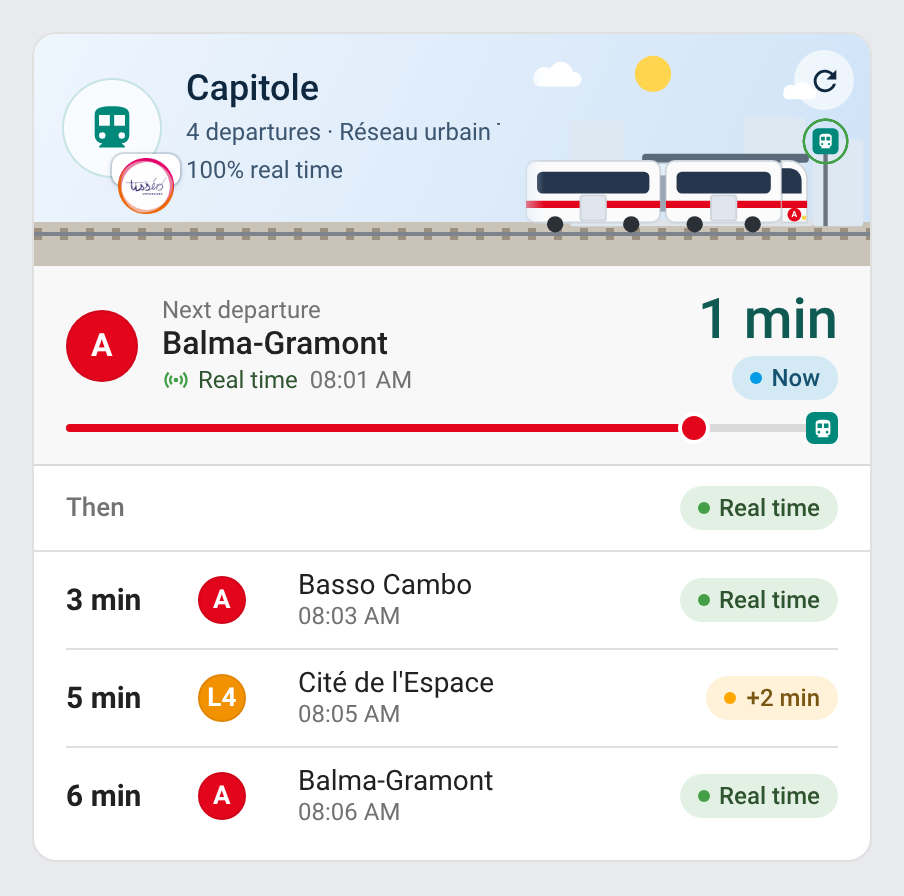 Capitole
4 departures · Réseau urbain
100% real time
tisséo
A
Next departure
A
Balma-Gramont
Real time 08:01 AM
1 min
Now
Then
Real time
3 min
A
Basso Cambo
08:03 AM
Real time
5 min
L4
Cité de l'Espace
08:05 AM
+2 min
6 min
A
Balma-Gramont
08:06 AM
Real time